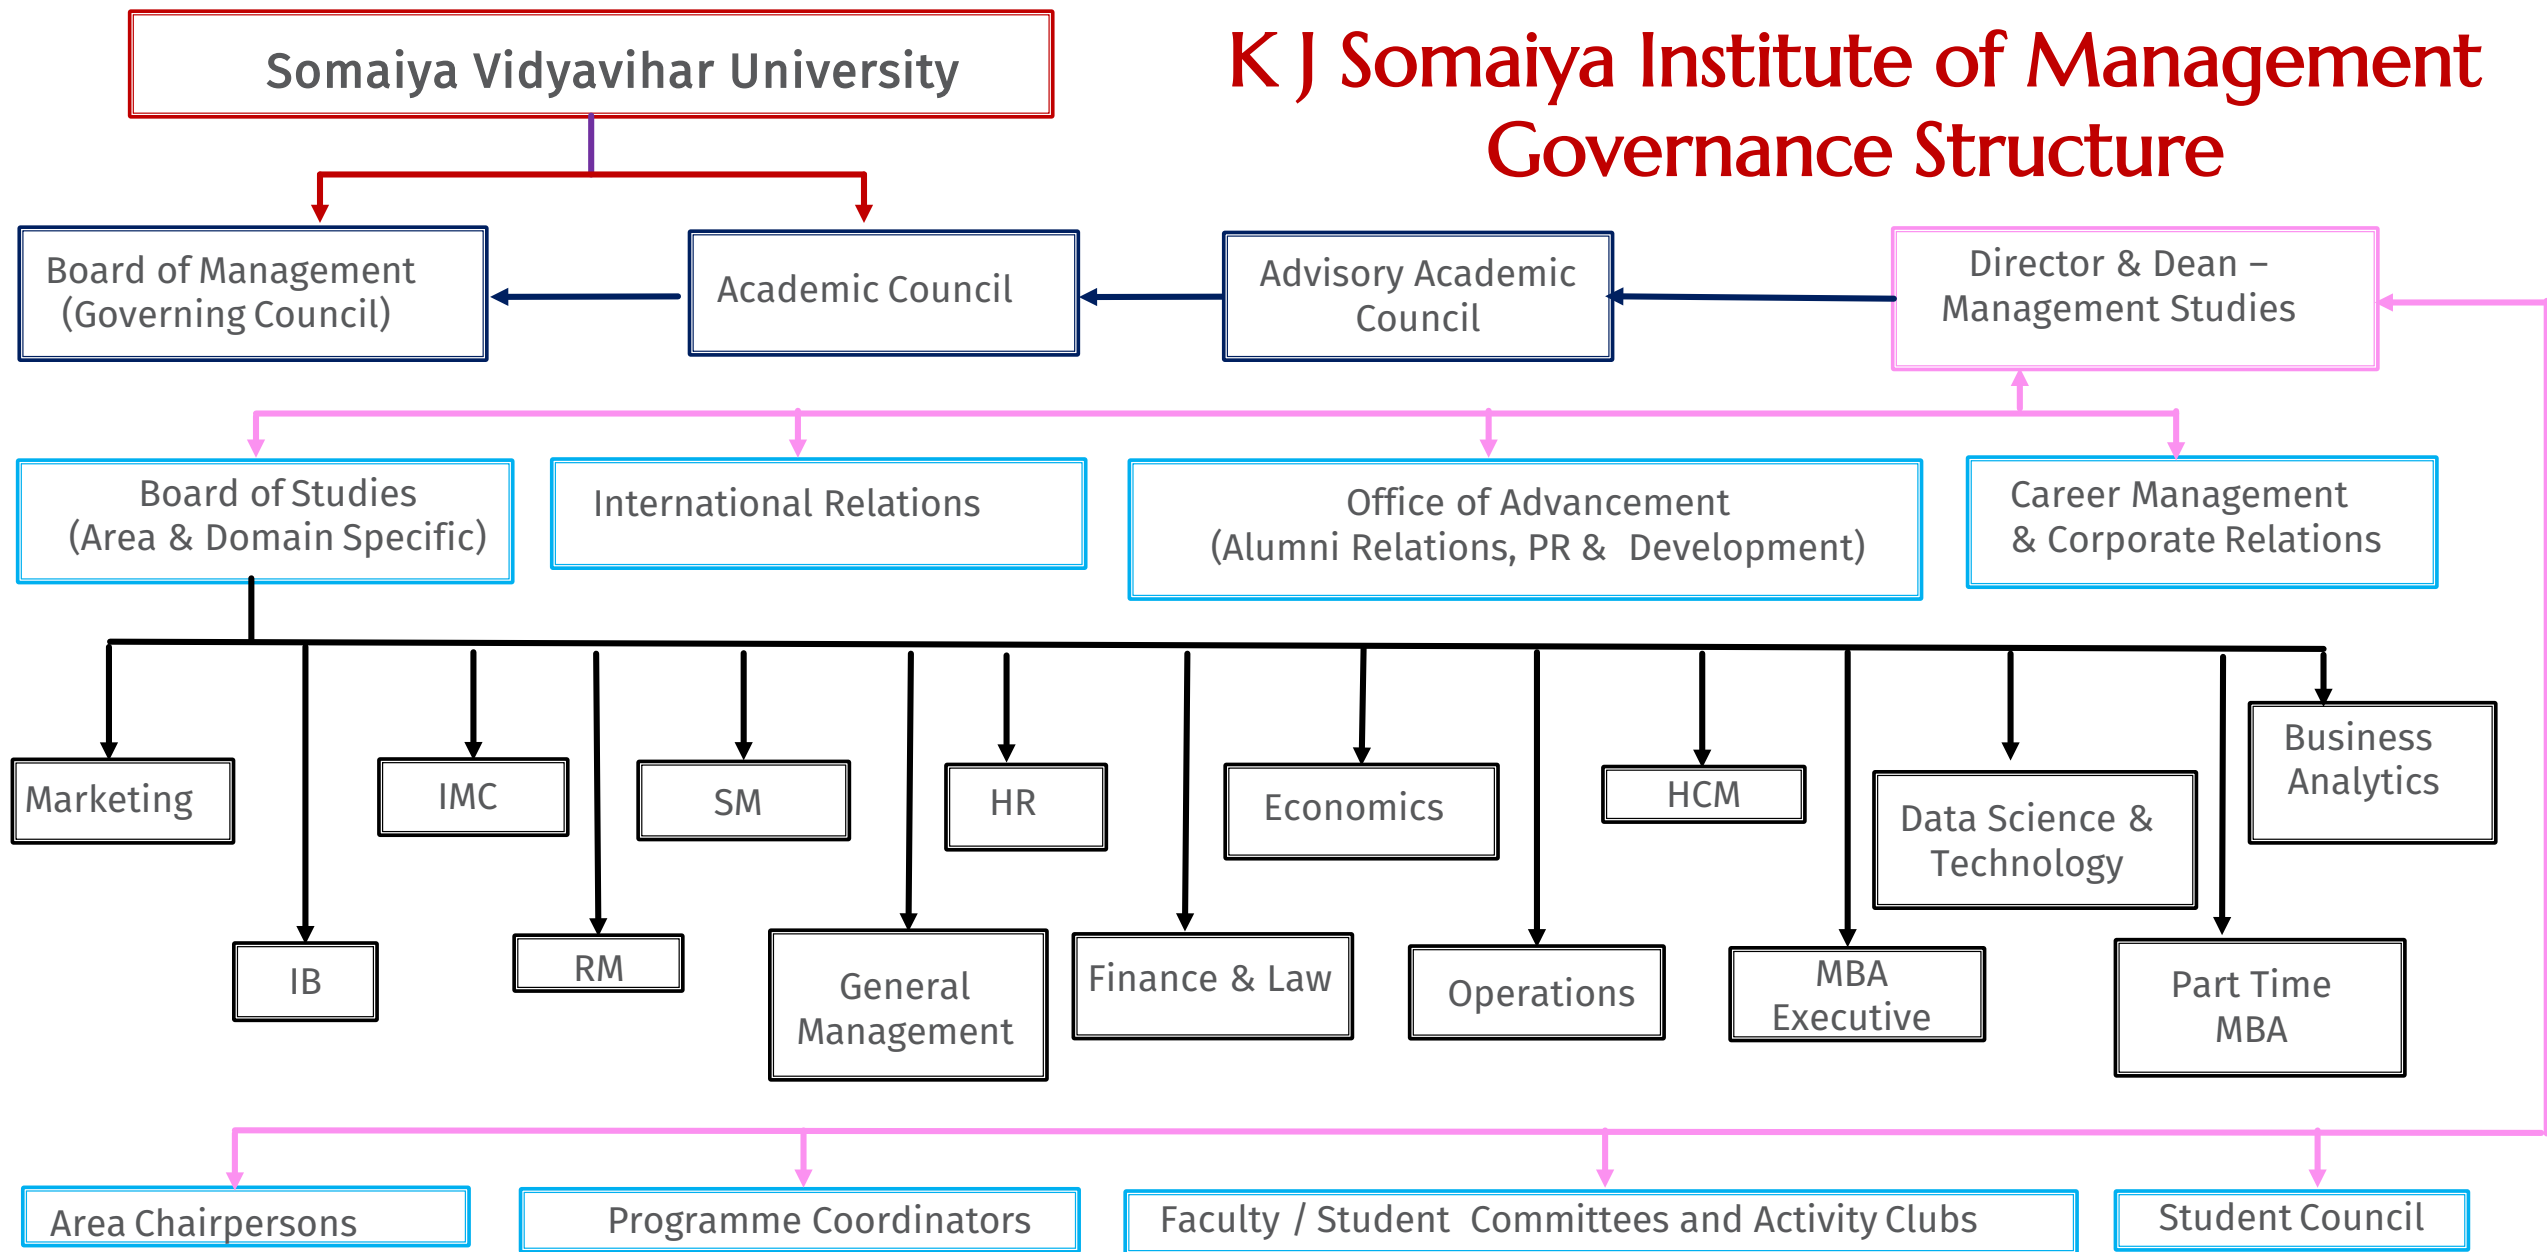 Somaiya Vidyavihar University
K J Somaiya Institute of Management
Governance Structure
Board of Management
(Governing Council)
Academic Council
Advisory Academic
Council
Director & Dean –
Management Studies
Board of Studies
(Area & Domain Specific)
International Relations
Office of Advancement
(Alumni Relations, PR & Development)
Career Management
& Corporate Relations
Marketing
IMC
SM
HR
Economics
HCM
Data Science &
Technology
Business
Analytics
IB
RM
General
Management
Finance & Law
Operations
MBA
Executive
Part Time
MBA
Area Chairpersons
Programme Coordinators
Faculty / Student Committees and Activity Clubs
Student Council